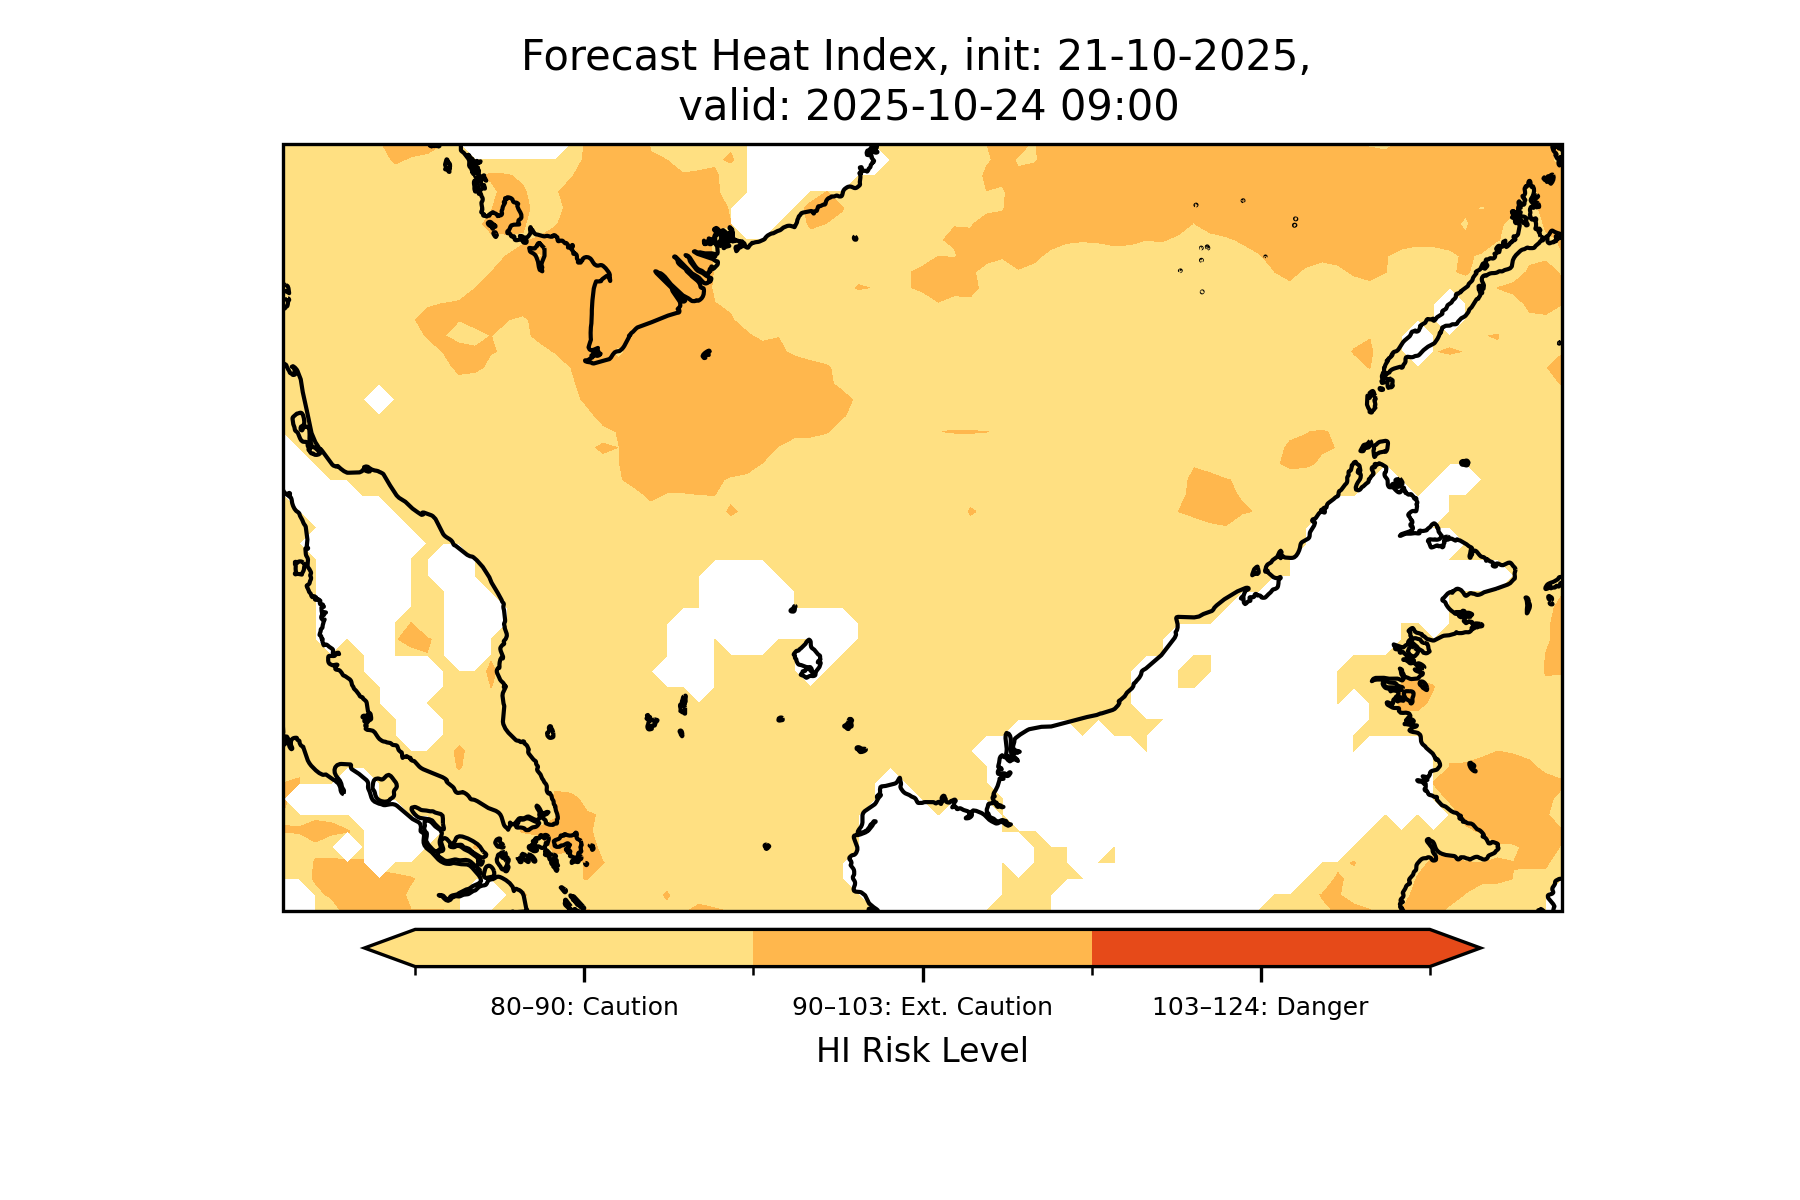 Forecast Heat Index, init: 21-10-2025,
valid: 2025-10-24 09:00
80–90: Caution
90–103: Ext. Caution
103–124: Danger
HI Risk Level